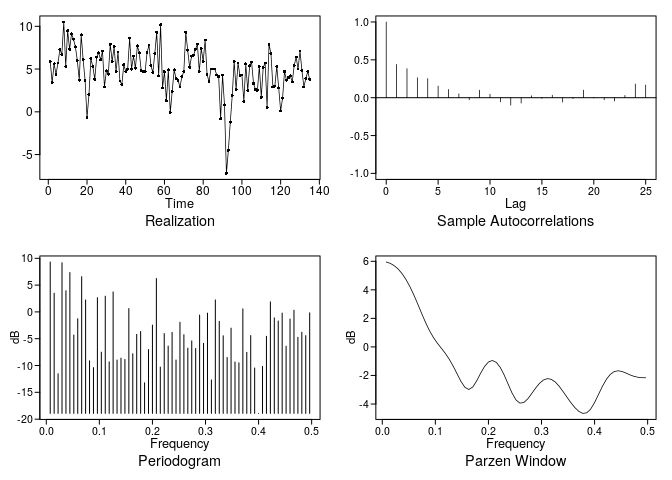 10
5
0
-5
0 20 40 60 80 100 120 140
Time
Realization
1.0
0.5
0.0
-0.5
-1.0
0 5 10 15 20 25
Lag
Sample Autocorrelations
10
5
0
-5
-10
-15
-20
dB
0.0 0.1 0.2 0.3 0.4 0.5
Frequency
Periodogram
6
4
2
0
-2
-4
dB
0.0 0.1 0.2 0.3 0.4 0.5
Frequency
Parzen Window